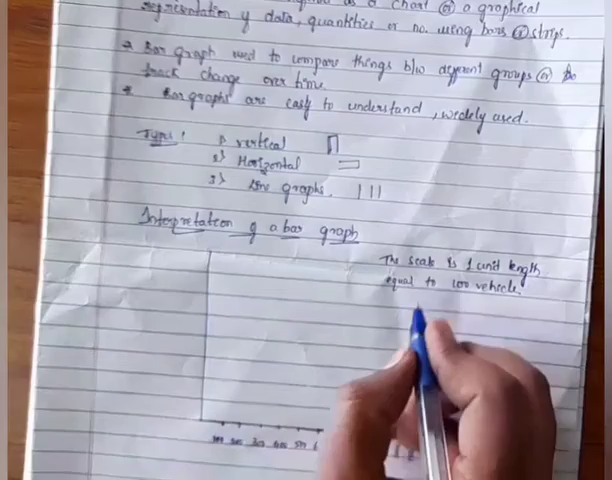 as a chart or a graphical
representation of data, quantities or no. using bars or strips.
* Bar graph used to compare things b/w different groups or to
track change over time.
* Bar graphs are easy to understand, widely used.
Types:
1) vertical
2) Horizental
3) line graphs.
Interpretation of a bar graph
The scale is 1 unit length
equal to 100 vehicle.